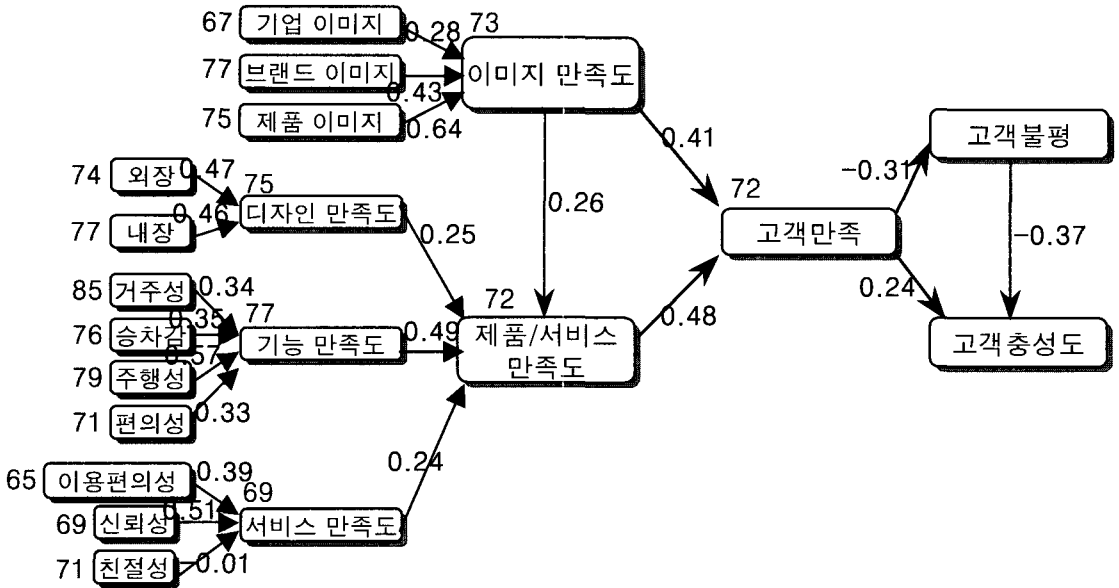 67 기업 이미지 0.28 73
77 브랜드 이미지 이미지 만족도
0.43
75 제품 이미지 0.64
0.41 고객불평
74 외장 0.47 75
0.26 72 -0.31
77 내장 0.46 디자인 만족도 0.25 고객만족 -0.37
85 거주성 0.34 77 72 0.24
76 승차감 0.35 기능 만족도 0.49 제품/서비스 0.48 고객충성도
만족도
79 주행성 0.57
71 편의성 0.33
65 이용편의성 0.39 69 0.24
69 신뢰성 0.51 서비스 만족도
71 친절성 -0.01